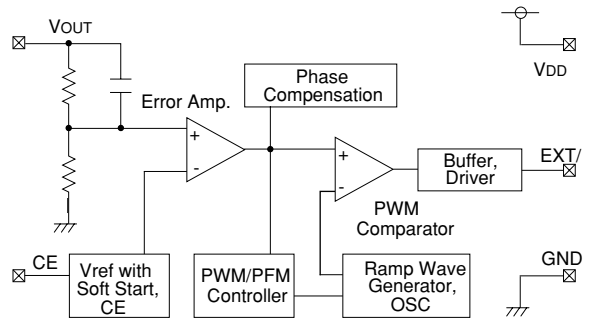 VOUT
VDD
Phase
Compensation
Error Amp.
+
-
+
-
Buffer,
Driver
EXT/
PWM
Comparator
CE
Vref with
Soft Start,
CE
PWM/PFM
Controller
Ramp Wave
Generator,
OSC
GND